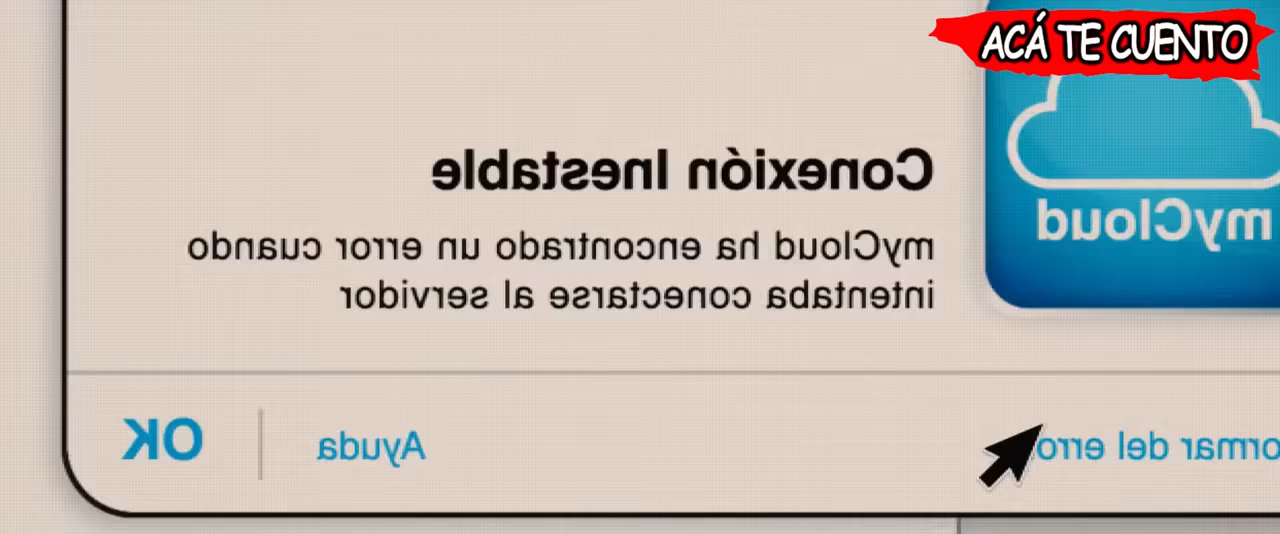 ACÁ TE CUENTO
myCloud
Conexión Inestable
myCloud ha encontrado un error cuando
intentaba conectarse al servidor
ormar del erro
Ayuda
OK